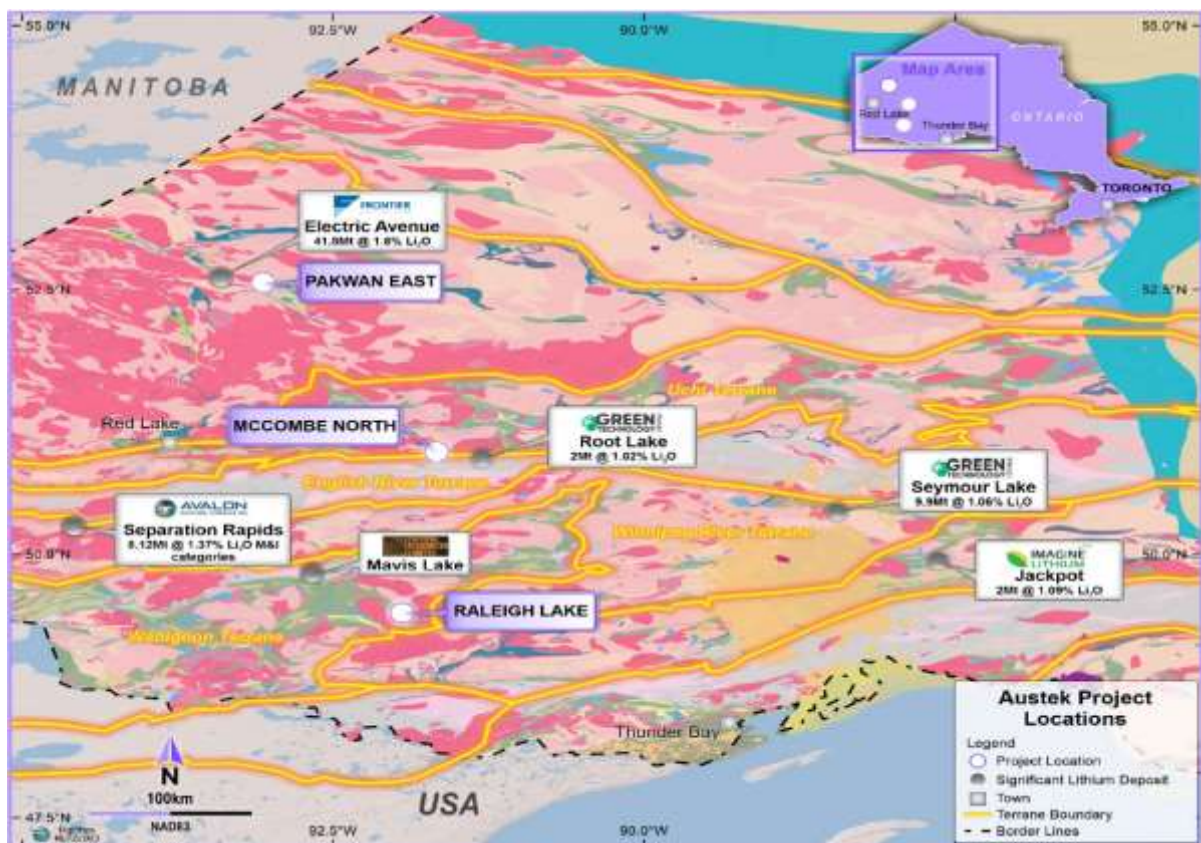 55.0°N
92.5°W
90.0°W
55.0°N
MANITOBA
Map Area
Red Lake
Thunder Bay
ONTARIO
TORONTO
FRONTIER
Electric Avenue
PAKWAN EAST
52.5°N
52.5°N
Uchi Terrane
Red Lake
MCCOMBE NORTH
GREEN
TECHNOLOGY
Root Lake
2Mt @ 1.02% Li₂O
English River Terrane
GREEN
TECHNOLOGY
Seymour Lake
9.9Mt @ 1.06% Li₂O
AVALON
Separation Rapids
8.12Mt @ 1.37% Li₂O M&I
categories
Winnipeg River Terrane
50.0°N
50.0°N
Mavis Lake
IMAGINE
LITHIUM
Jackpot
2Mt @ 1.09% Li₂O
RALEIGH LAKE
Wabigoon Terrane
Thunder Bay
USA
N
100km
NAD83
47.5°N
92.5°W
90.0°W
Austek Project
Locations
Legend
Project Location
Significant Lithium Deposit
Town
Terrane Boundary
Border Lines